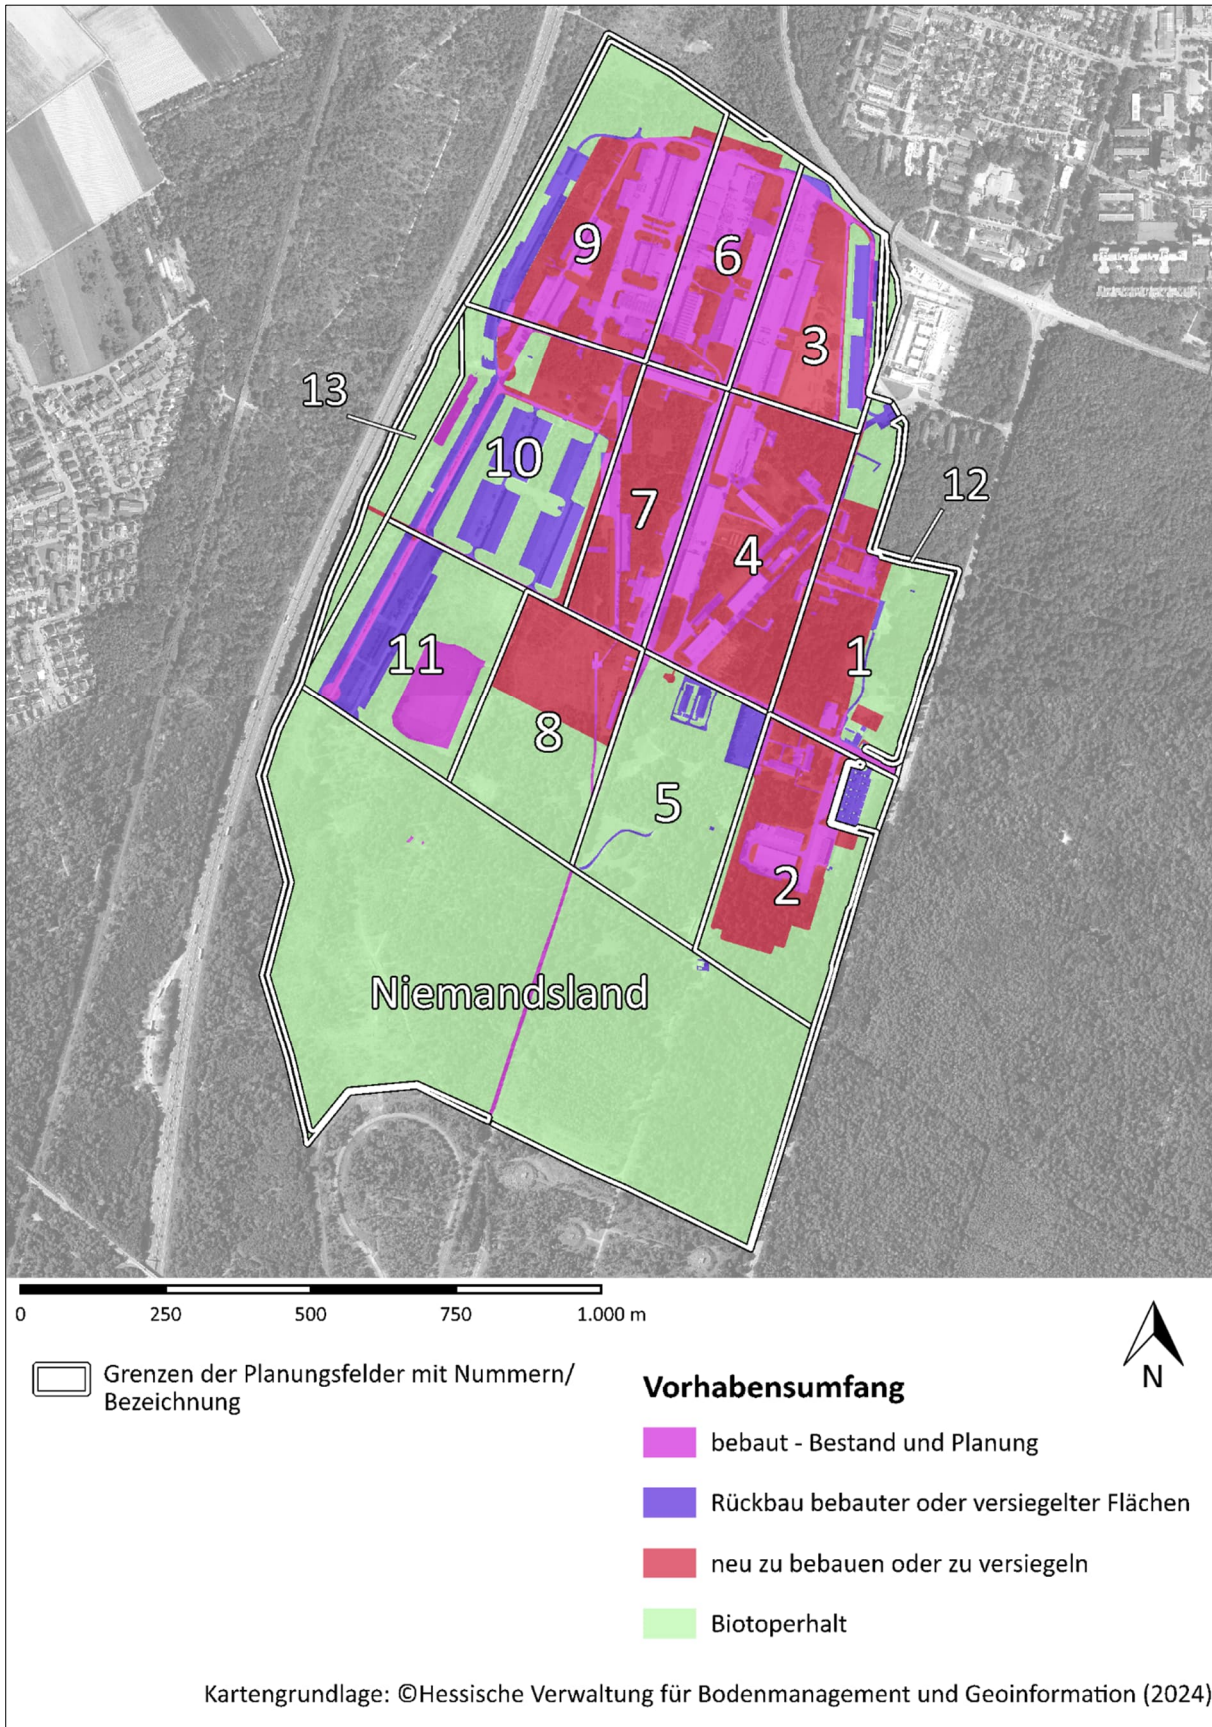 9
6
3
13
10
12
7
4
11
1
8
5
2
Niemandsland
0 250 500 750 1.000 m
N
Grenzen der Planungsfelder mit Nummern/
Bezeichnung
Vorhabensumfang
bebaut - Bestand und Planung
Rückbau bebauter oder versiegelter Flächen
neu zu bebauen oder zu versiegeln
Biotoperhalt
Kartengrundlage: ©Hessische Verwaltung für Bodenmanagement und Geoinformation (2024)